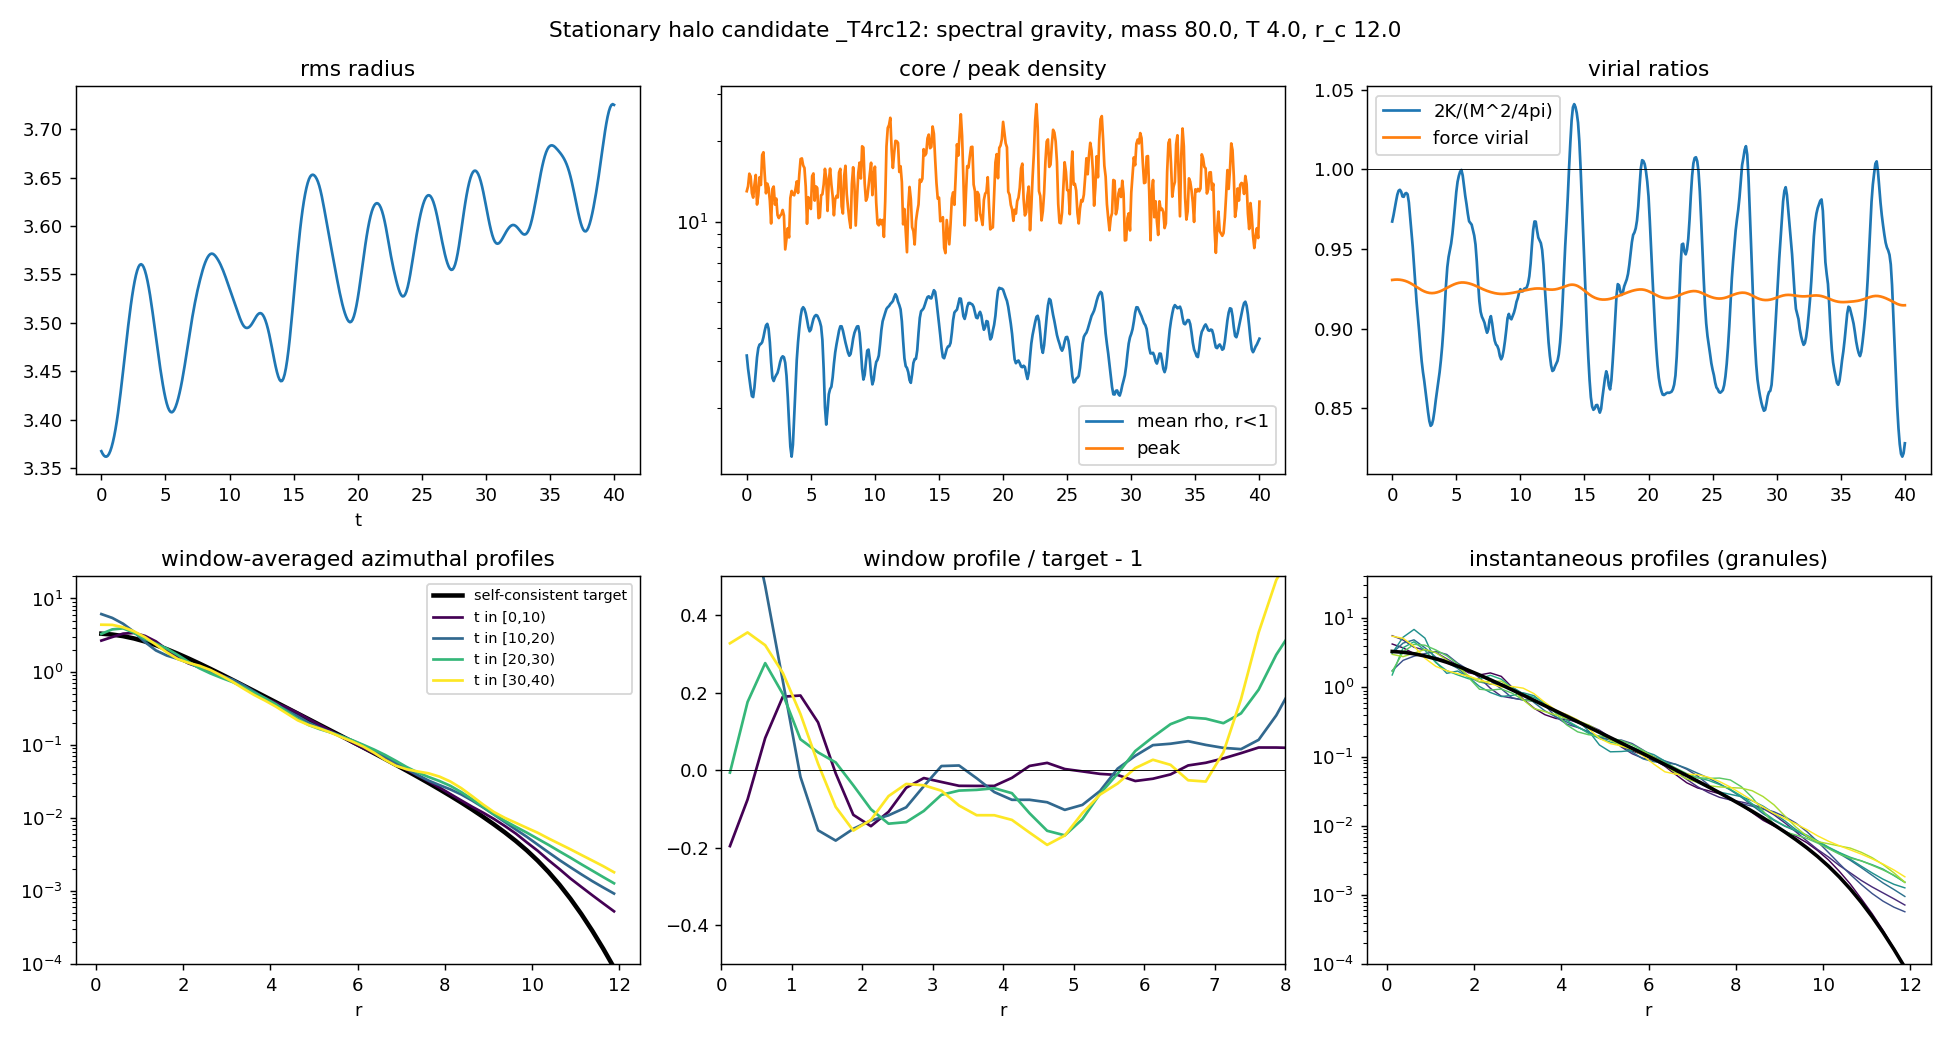 Stationary halo candidate _T4rc12: spectral gravity, mass 80.0, T 4.0, r_c 12.0
rms radius
3.70
3.65
3.60
3.55
3.50
3.45
3.40
3.35
0 5 10 15 20 25 30 35 40
t
core / peak density
10^1
mean rho, r<1
peak
0 5 10 15 20 25 30 35 40
virial ratios
2K/(M^2/4pi)
force virial
1.05
1.00
0.95
0.90
0.85
0 5 10 15 20 25 30 35 40
window-averaged azimuthal profiles
self-consistent target
t in [0,10)
t in [10,20)
t in [20,30)
t in [30,40)
10^1
10^0
10^-1
10^-2
10^-3
10^-4
0 2 4 6 8 10 12
r
window profile / target - 1
0.4
0.2
0.0
−0.2
−0.4
0 1 2 3 4 5 6 7 8
r
instantaneous profiles (granules)
10^1
10^0
10^-1
10^-2
10^-3
10^-4
0 2 4 6 8 10 12
r